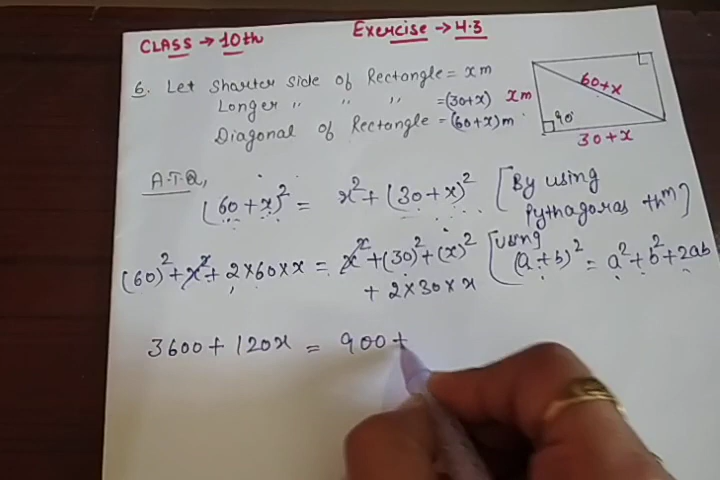 CLASS → 10th
Exercise → 4.3
6. Let Shorter side of Rectangle = x m
Longer " " " = (30+x)
Diagonal of Rectangle = (60+x)m
x m
60+x
90°
30+x
A.T.Q,
(60+x)² = x² + (30+x)² [By using Pythagoras thm]
(60)² + x² + 2×60×x = x² + (30)² + (x)² + 2×30×x
[using (a+b)² = a² + b² + 2ab
3600 + 120x = 900 +